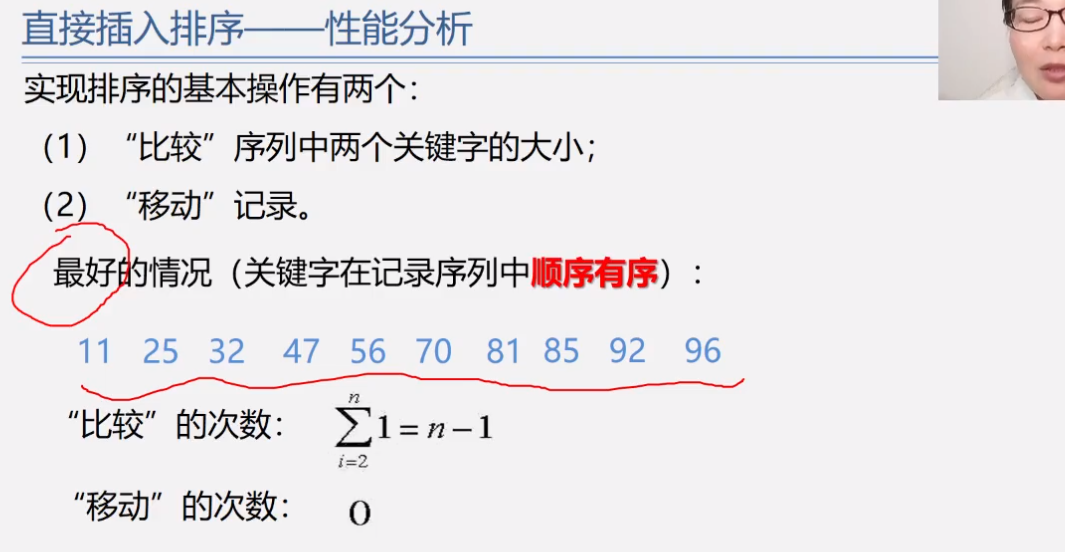 直接插入排序——性能分析
实现排序的基本操作有两个：
（1）“比较”序列中两个关键字的大小；
（2）“移动”记录。
最好的情况（关键字在记录序列中顺序有序）：
11 25 32 47 56 70 81 85 92 96
“比较”的次数： \sum_{i=2}^{n} 1 = n - 1
“移动”的次数： 0